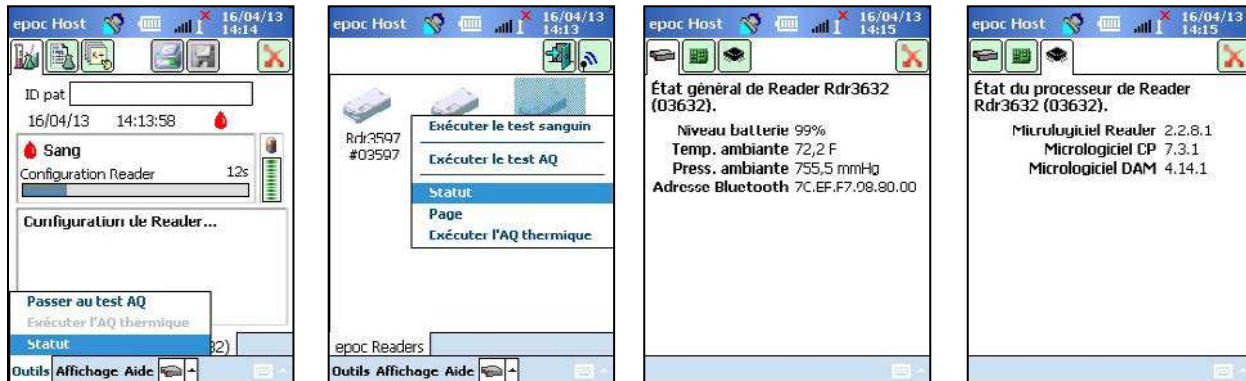 epoc Host
16/04/13
14:14
ID pat
16/04/13 14:13:58
Sang
Configuration Reader 12s
Configuration de Reader...
Passer au test AQ
Exécuter l'AQ thermique
Statut
32)
Outils Affichage Aide
epoc Host
16/04/13
14:13
Rdr3597
#03597
Exécuter le test sanguin
Exécuter le test AQ
Statut
Page
Exécuter l'AQ thermique
epoc Readers
Outils Affichage Aide
epoc Host
16/04/13
14:15
État général de Reader Rdr3632
(03632).
Niveau batterie 99%
Temp. ambiante 72,2 F
Press. ambiante 755,5 mmHg
Adresse Bluetooth 7C.EF.F7.98.80.00
epoc Host
16/04/13
14:15
État du processeur de Reader
Rdr3632 (03632).
Micrologiciel Reader 2.2.8.1
Micrologiciel CP 7.3.1
Micrologiciel DAM 4.14.1